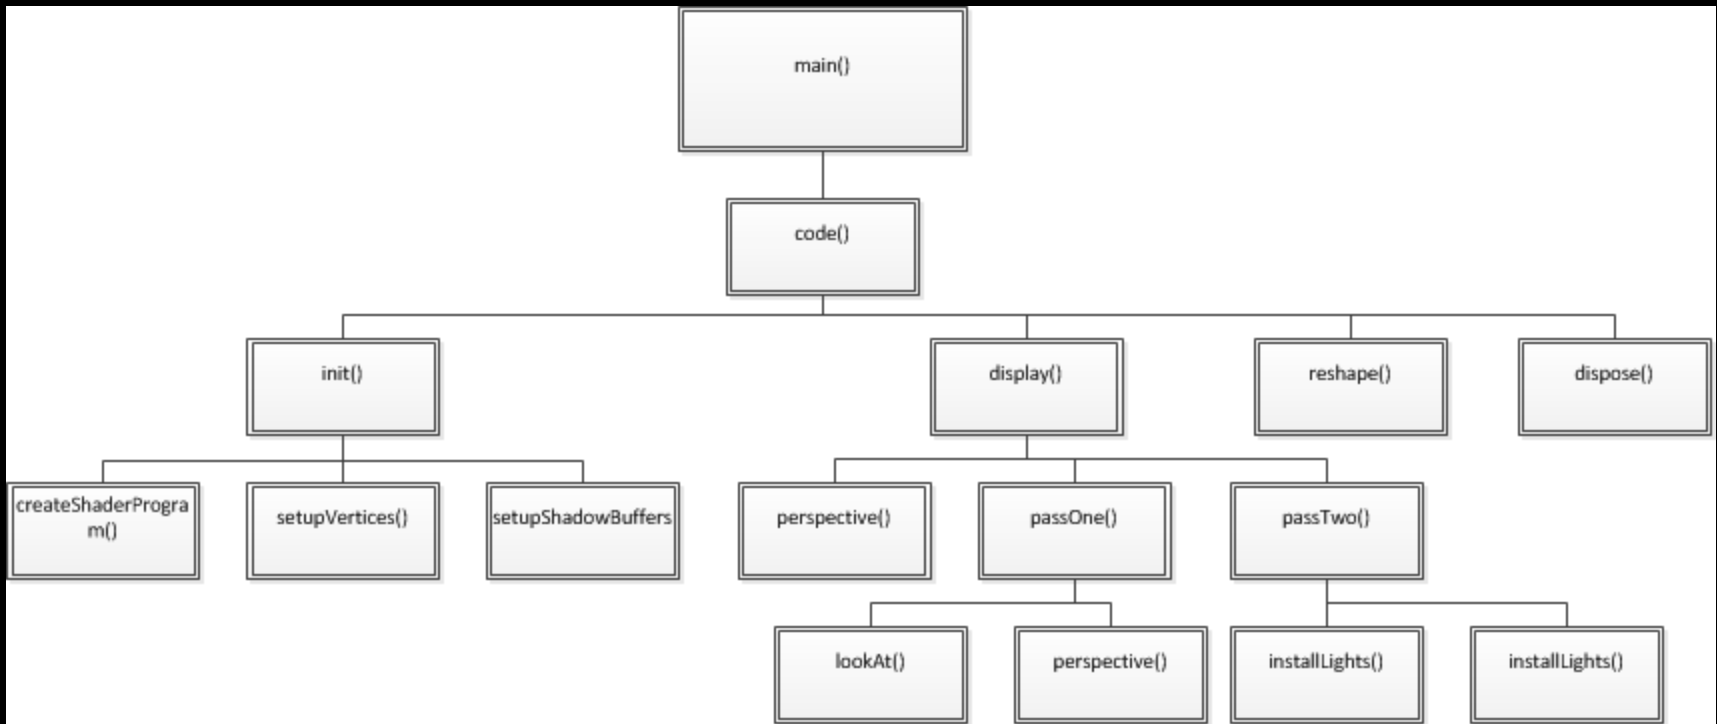 main()
code()
init()
display()
reshape()
dispose()
createShaderProgra
m()
setupVertices()
setupShadowBuffers
perspective()
passOne()
passTwo()
lookAt()
perspective()
installLights()
installLights()